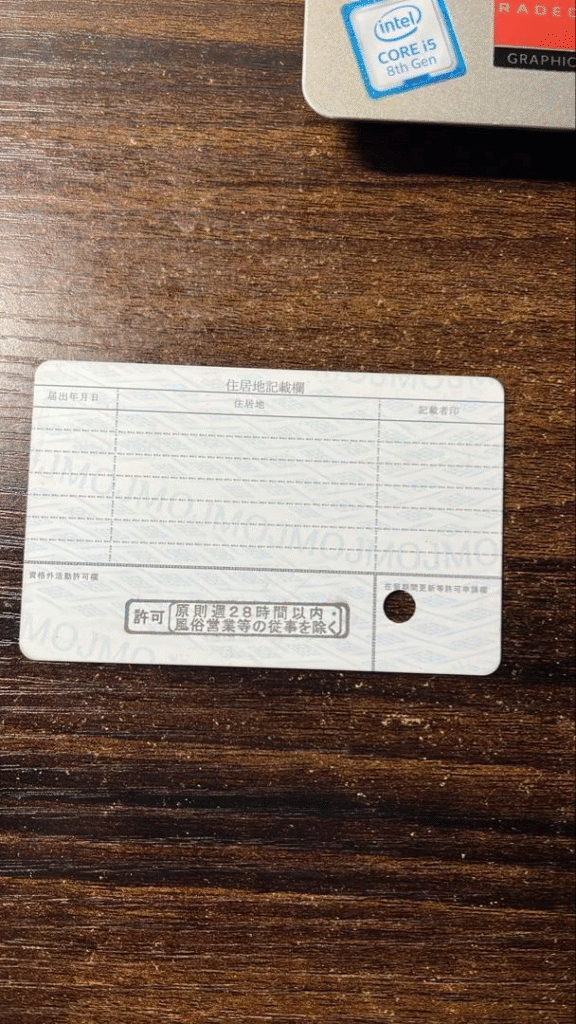 intel
CORE i5
8th Gen
RADEO
GRAPHIC
住居地記載欄
届出年月日
住居地
記載者印
資格外活動許可欄
在留期間更新等許可申請欄
許可
原則週28時間以内・
風俗営業等の従事を除く
MOJMOJMOJMOJMOJMO
MOJMOJ